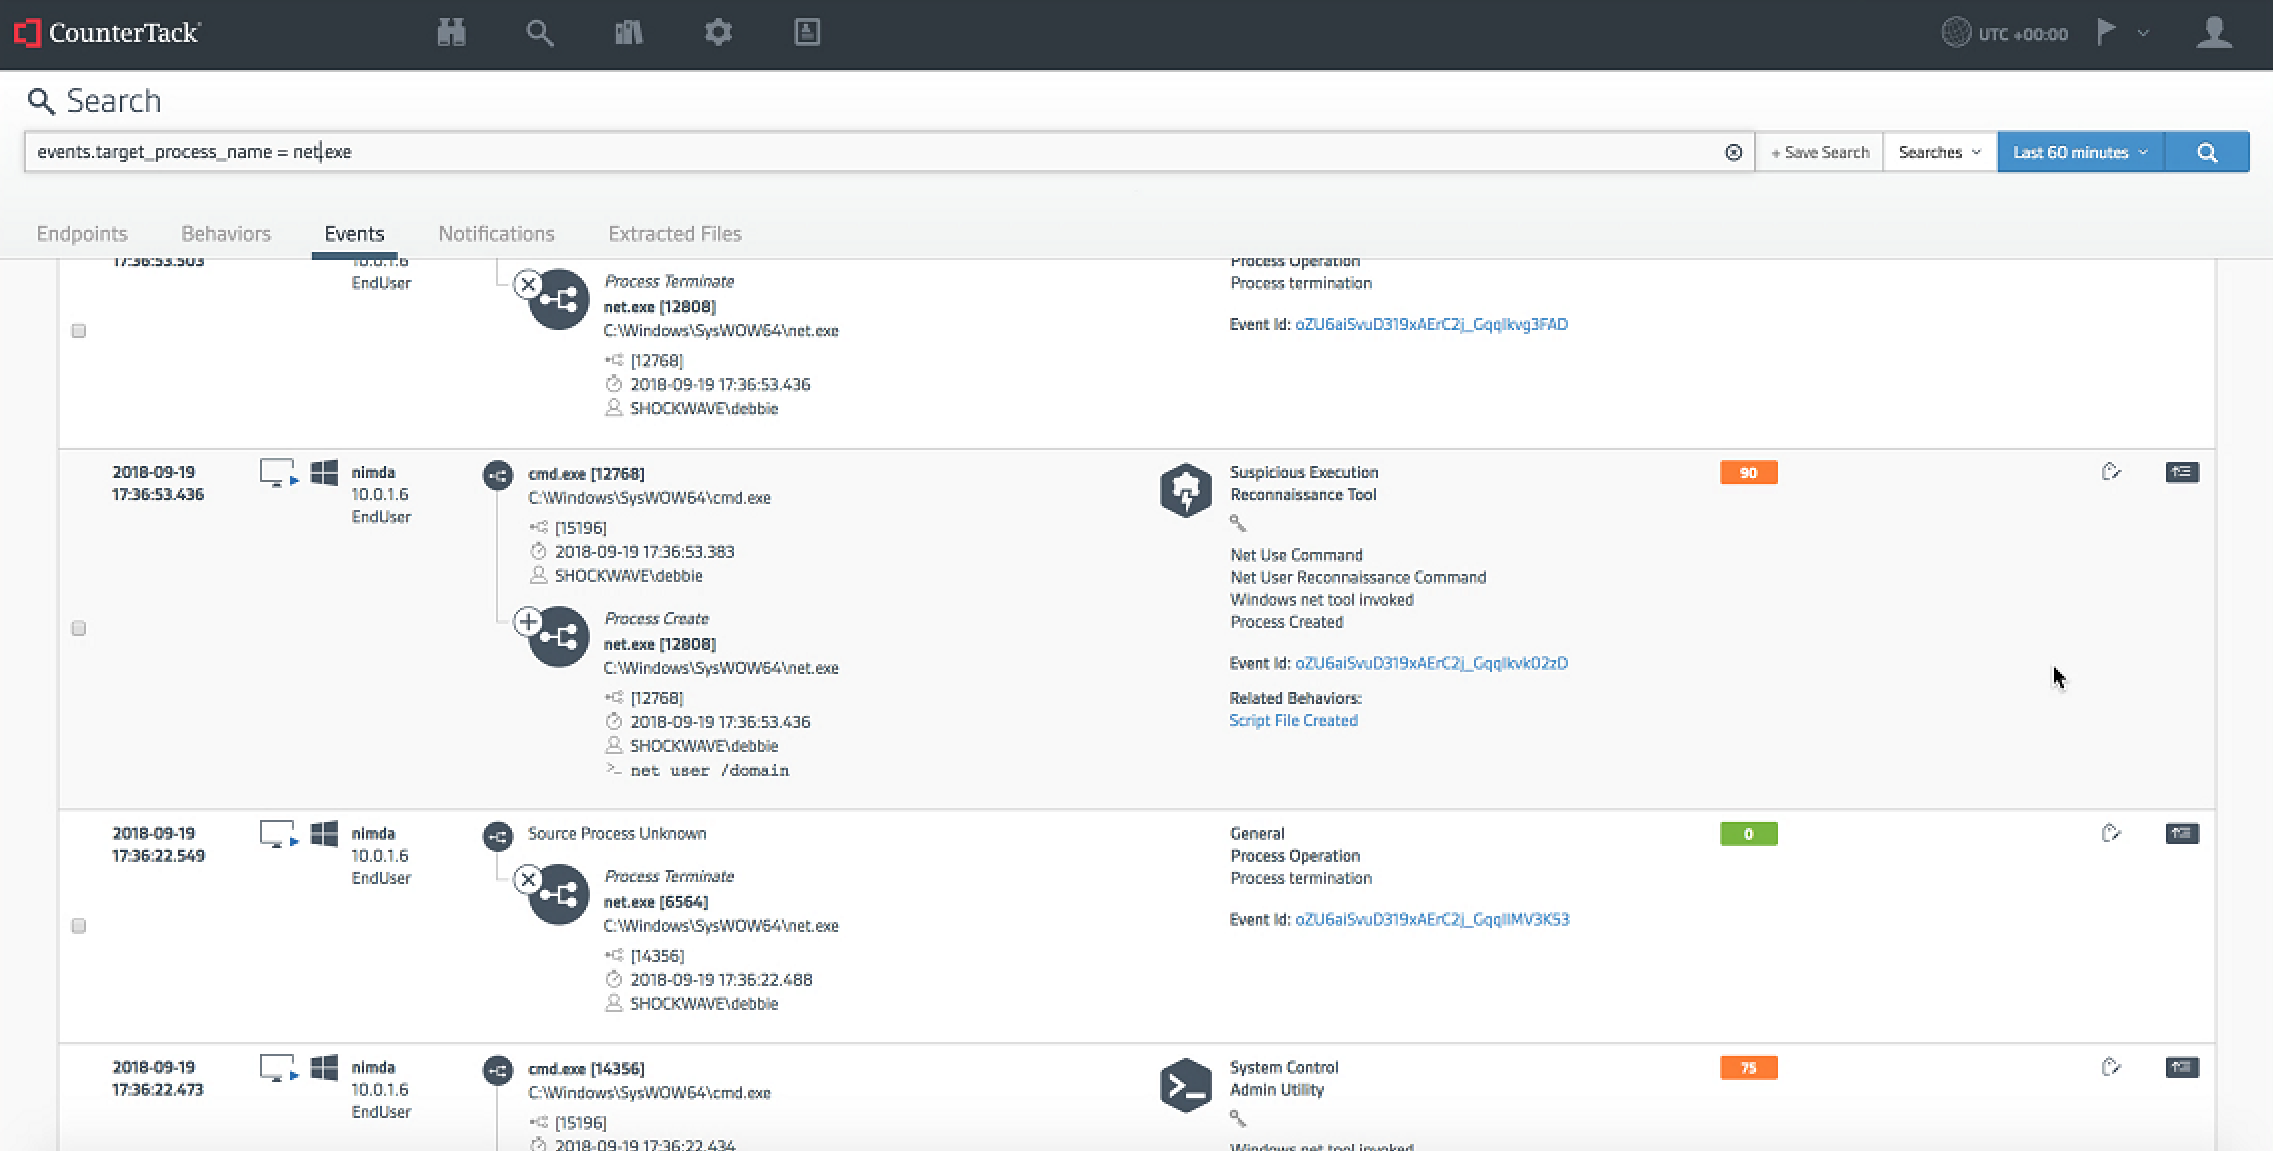 CounterTack
UTC +00:00
Search
events.target_process_name = net.exe
+ Save Search
Searches
Last 60 minutes
Endpoints
Behaviors
Events
Notifications
Extracted Files
17:36:53.503
10.0.1.6
EndUser
Process Terminate
net.exe [12808]
C:\Windows\SysWOW64\net.exe
[12768]
2018-09-19 17:36:53.436
SHOCKWAVE\debbie
Process Operation
Process termination
Event Id: oZU6aiSvuD319xAErC2j_Gqqlkvg3FAD
2018-09-19
17:36:53.436
nimda
10.0.1.6
EndUser
cmd.exe [12768]
C:\Windows\SysWOW64\cmd.exe
[15196]
2018-09-19 17:36:53.383
SHOCKWAVE\debbie
Process Create
net.exe [12808]
C:\Windows\SysWOW64\net.exe
[12768]
2018-09-19 17:36:53.436
SHOCKWAVE\debbie
>_ net user /domain
Suspicious Execution
Reconnaissance Tool
Net Use Command
Net User Reconnaissance Command
Windows net tool invoked
Process Created
Event Id: oZU6aiSvuD319xAErC2j_Gqqlkvk02zD
Related Behaviors:
Script File Created
90
2018-09-19
17:36:22.549
nimda
10.0.1.6
EndUser
Source Process Unknown
Process Terminate
net.exe [6564]
C:\Windows\SysWOW64\net.exe
[14356]
2018-09-19 17:36:22.488
SHOCKWAVE\debbie
General
Process Operation
Process termination
Event Id: oZU6aiSvuD319xAErC2j_GqqlIMV3K53
0
2018-09-19
17:36:22.473
nimda
10.0.1.6
EndUser
cmd.exe [14356]
C:\Windows\SysWOW64\cmd.exe
[15196]
2018-09-19 17:36:22.434
System Control
Admin Utility
Windows net tool invoked
75